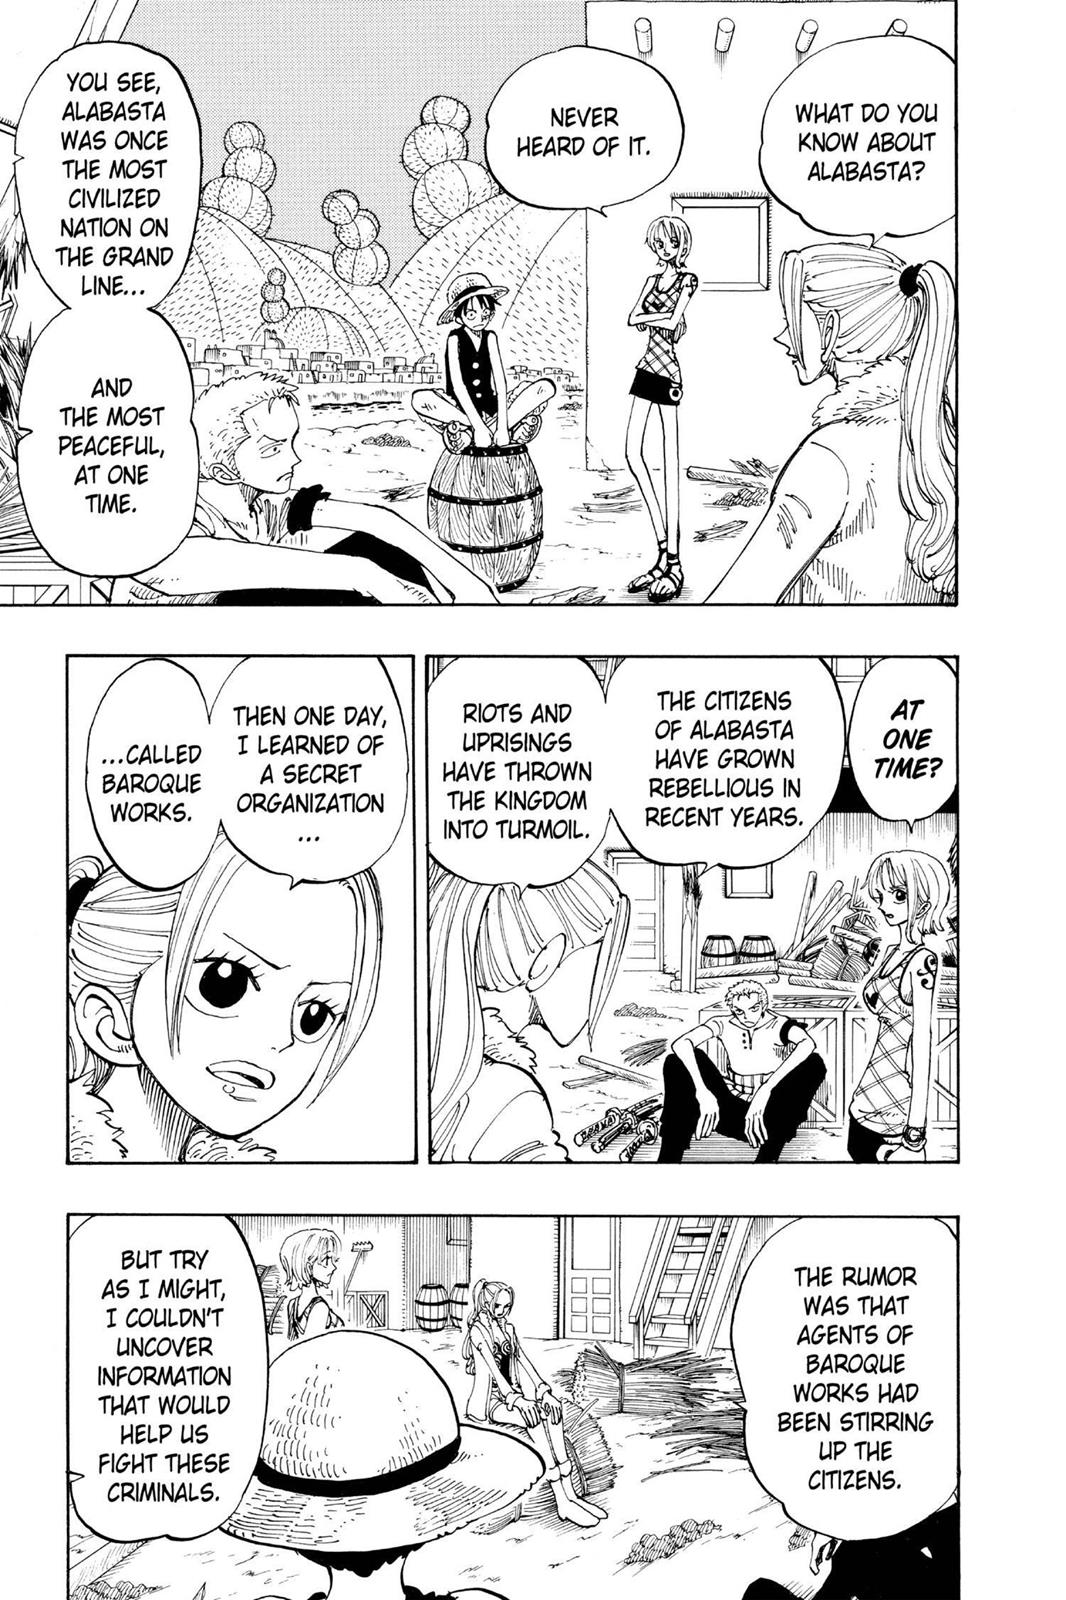 WHAT DO YOU
KNOW ABOUT
ALABASTA?
NEVER
HEARD OF IT.
YOU SEE,
ALABASTA
WAS ONCE
THE MOST
CIVILIZED
NATION ON
THE GRAND
LINE...
AND
THE MOST
PEACEFUL,
AT ONE
TIME.
AT
ONE
TIME?
THE CITIZENS
OF ALABASTA
HAVE GROWN
REBELLIOUS IN
RECENT YEARS.
RIOTS AND
UPRISINGS
HAVE THROWN
THE KINGDOM
INTO TURMOIL.
THEN ONE DAY,
I LEARNED OF
A SECRET
ORGANIZATION
...
...CALLED
BAROQUE
WORKS.
THE RUMOR
WAS THAT
AGENTS OF
BAROQUE
WORKS HAD
BEEN STIRRING
UP THE
CITIZENS.
BUT TRY
AS I MIGHT,
I COULDN'T
UNCOVER
INFORMATION
THAT WOULD
HELP US
FIGHT THESE
CRIMINALS.